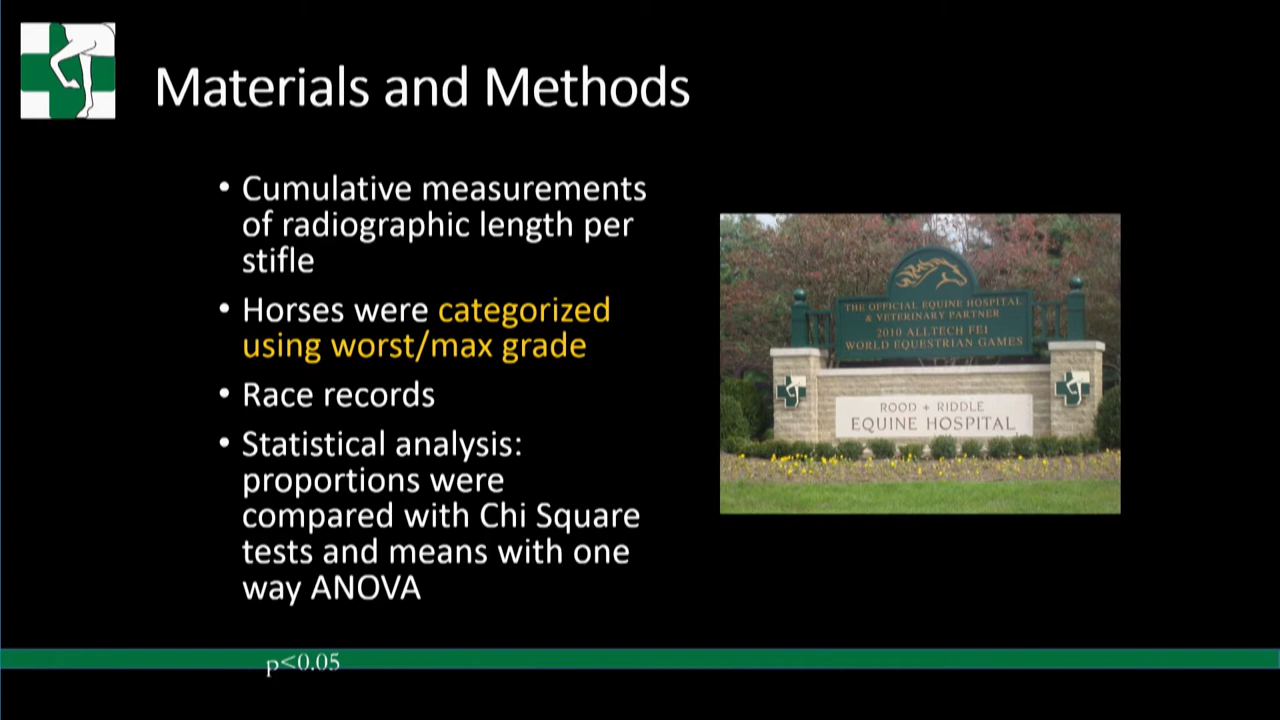 Materials and Methods
• Cumulative measurements
of radiographic length per
stifle
• Horses were categorized
using worst/max grade
• Race records
• Statistical analysis:
proportions were
compared with Chi Square
tests and means with one
way ANOVA
THE OFFICIAL EQUINE HOSPITAL
& VETERINARY PARTNER
2010 ALLTECH FEI
WORLD EQUESTRIAN GAMES
ROOD + RIDDLE
EQUINE HOSPITAL
p<0.05